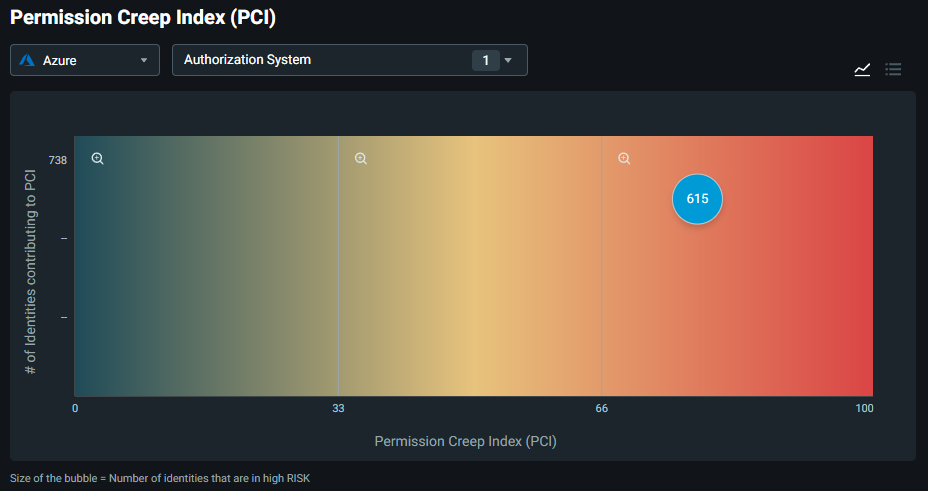 Permission Creep Index (PCI)
Azure
Authorization System 1
738
# of Identities contributing to PCI
615
0 33 66 100
Permission Creep Index (PCI)
Size of the bubble = Number of identities that are in high RISK